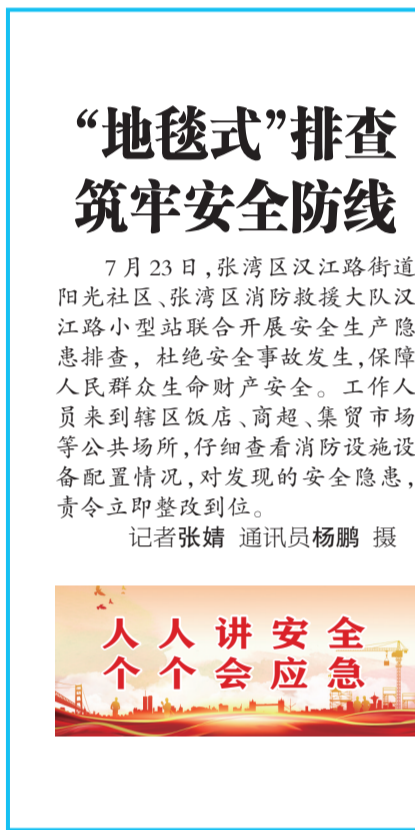 “地毯式”排查
筑牢安全防线
7月23日,张湾区汉江路街道
阳光社区、张湾区消防救援大队汉
江路小型站联合开展安全生产隐
患排查，杜绝安全事故发生,保障
人民群众生命财产安全。工作人
员来到辖区饭店、商超、集贸市场
等公共场所,仔细查看消防设施设
备配置情况,对发现的安全隐患,
责令立即整改到位。
记者张婧 通讯员杨鹏 摄
人人讲安全
个个会应急